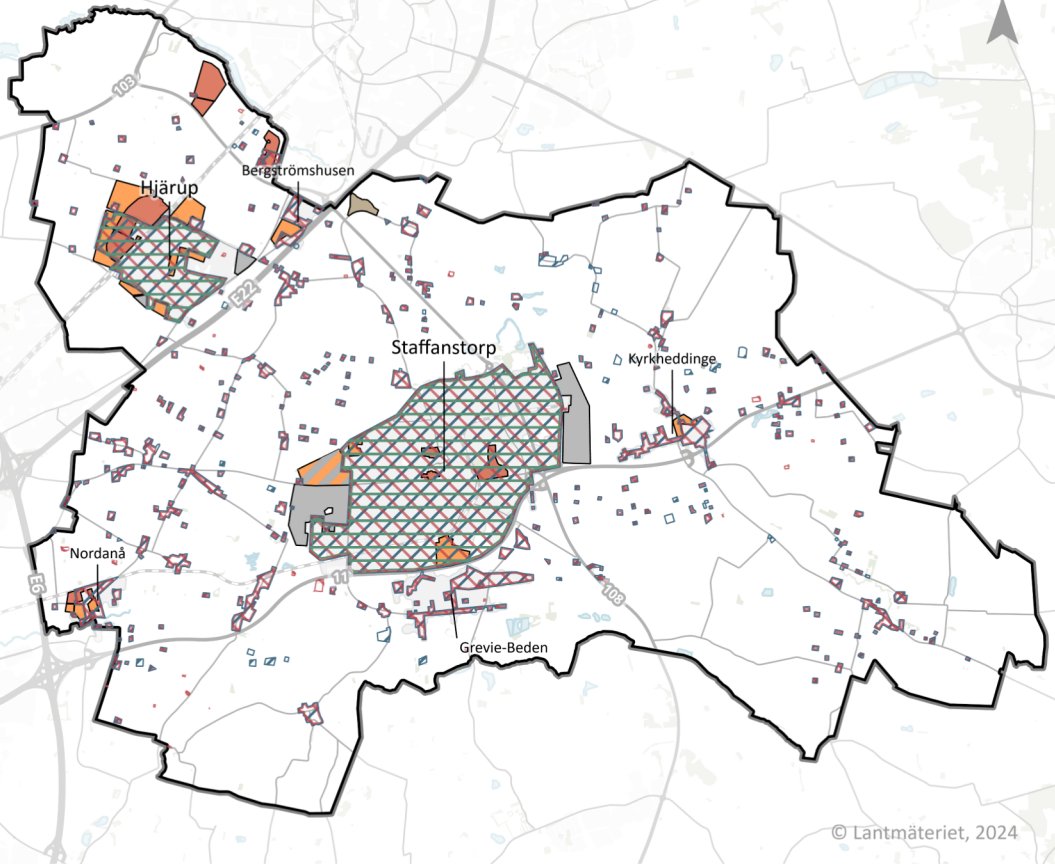 103
Bergströmshusen
Hjärup
E22
Staffanstorp
Kyrkheddinge
Nordanå
E6
11
108
Grevie-Beden
© Lantmäteriet, 2024